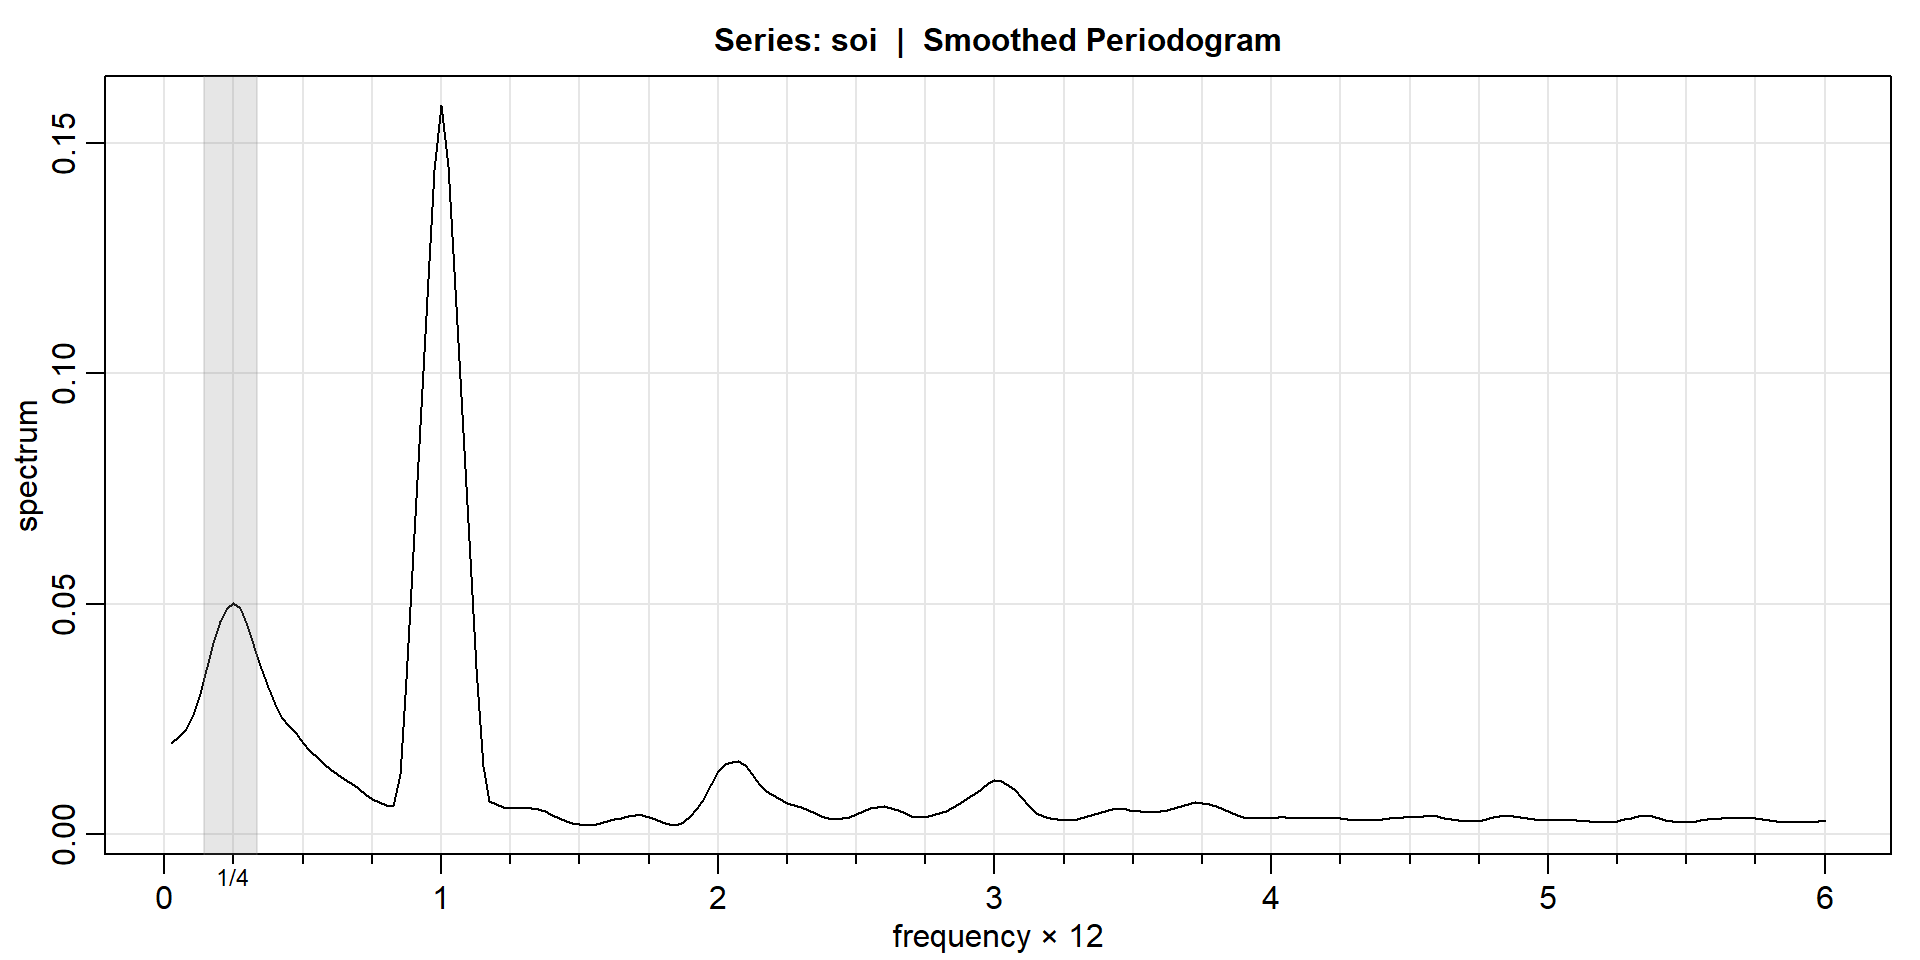 Series: soi | Smoothed Periodogram
spectrum
0.15
0.10
0.05
0.00
1/4
0 1 2 3 4 5 6
frequency × 12